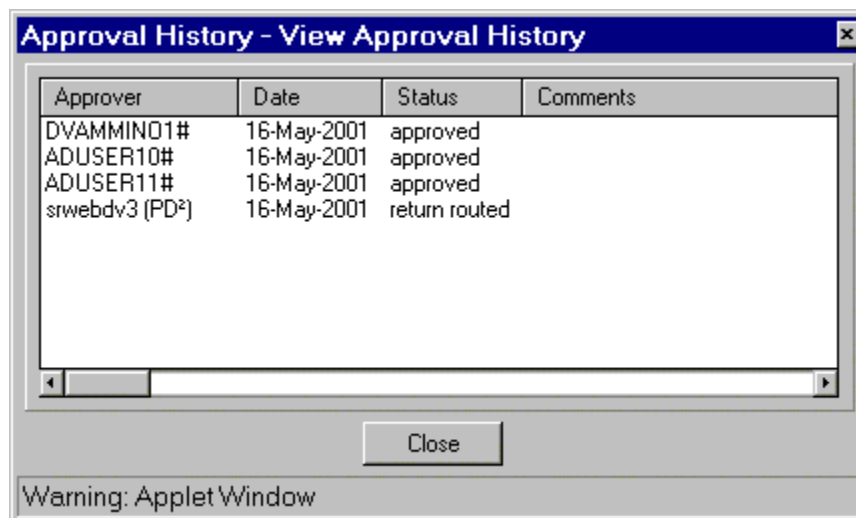 Approval History - View Approval History
Approver Date Status Comments
DVAMMINO1# 16-May-2001 approved
ADUSER10# 16-May-2001 approved
ADUSER11# 16-May-2001 approved
srwebdv3 (PD²) 16-May-2001 return routed
Close
Warning: Applet Window